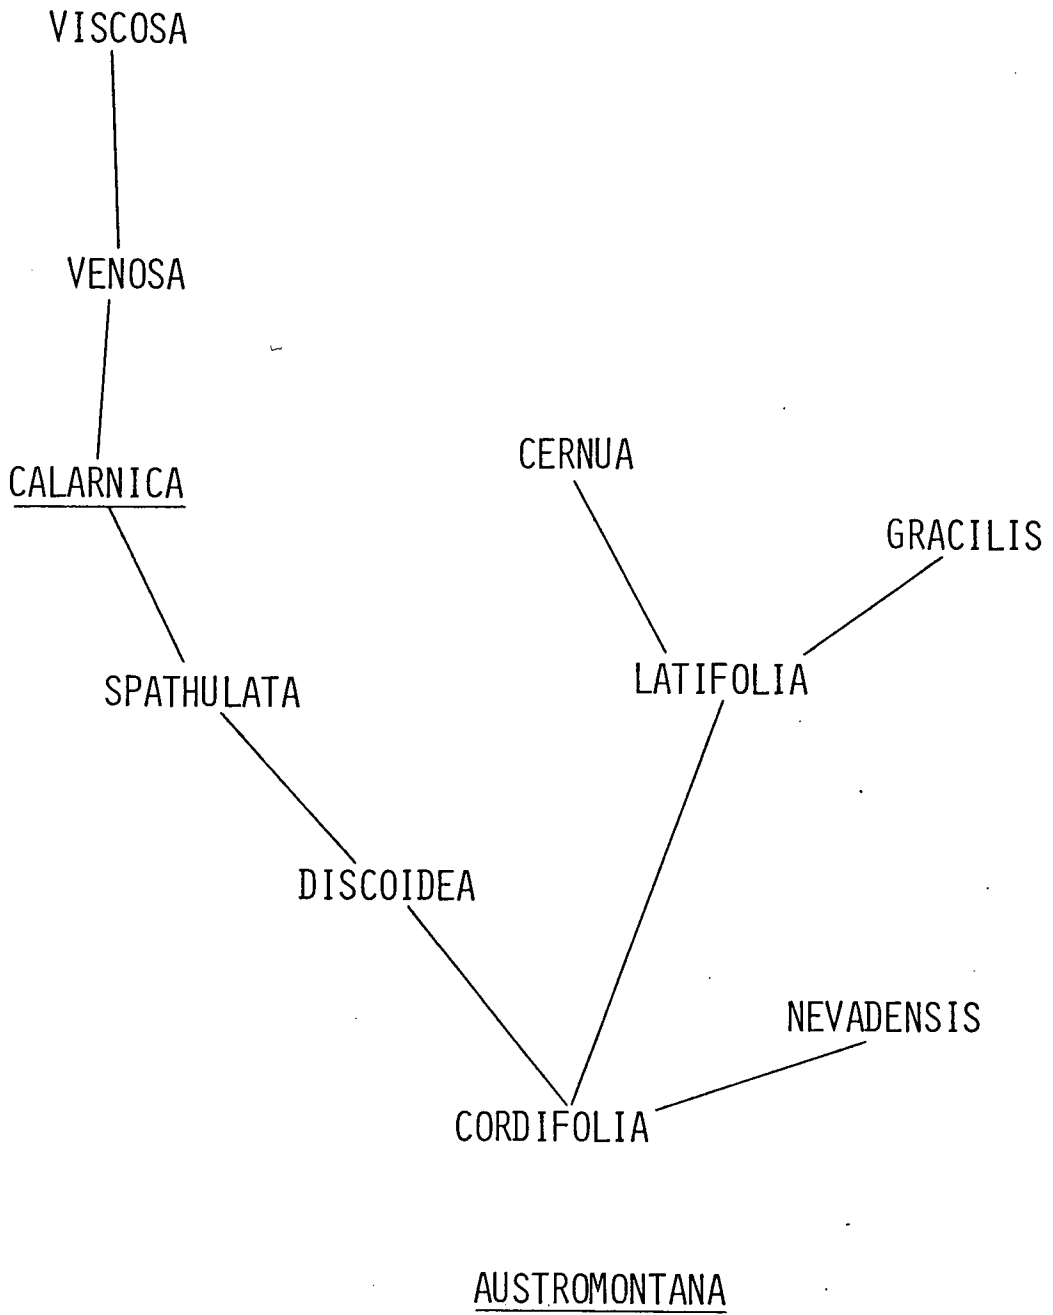 VISCOSA
VENOSA
CERNUA
CALARNICA
GRACILIS
LATIFOLIA
SPATHULATA
DISCOIDEA
NEVADENSIS
CORDIFOLIA
AUSTROMONTANA